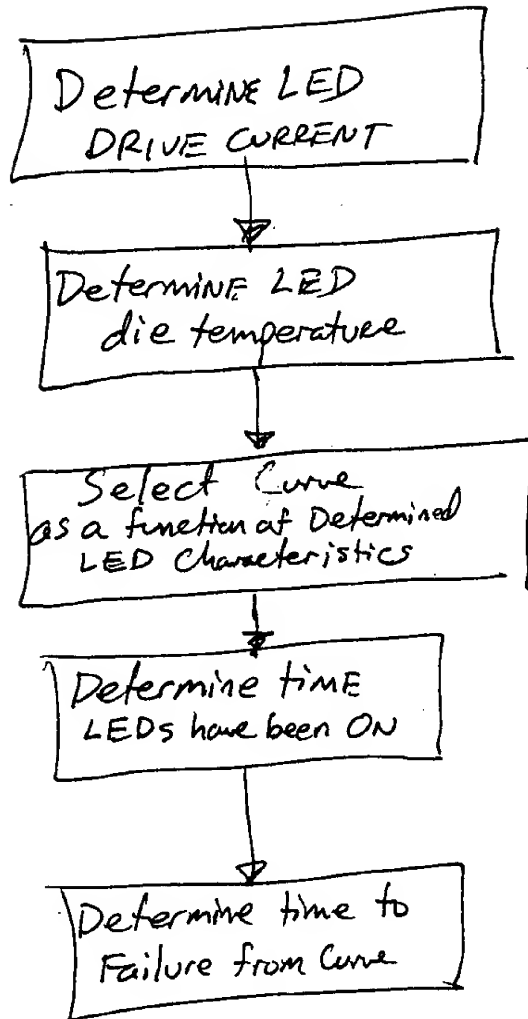 Determine LED
DRIVE CURRENT
Determine LED
die temperature
Select Curve
as a function of Determined
LED Characteristics
Determine time
LEDs have been ON
Determine time to
Failure from Curve